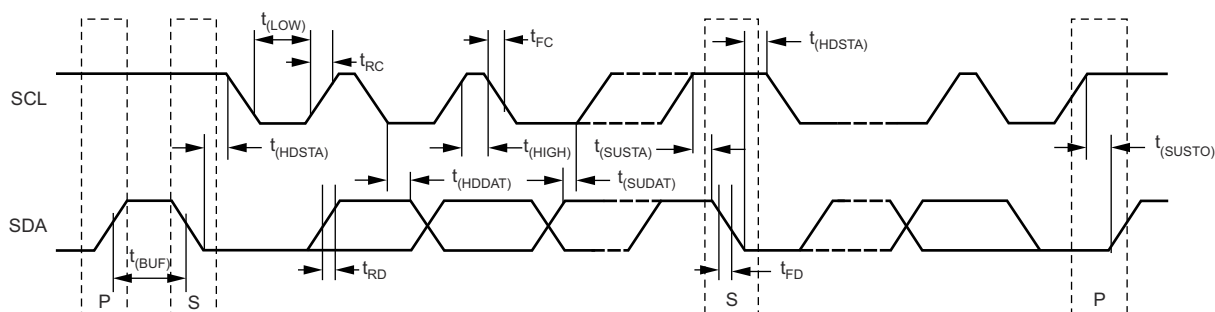 t(LOW)
tRC
tFC
t(HDSTA)
SCL
t(HDSTA)
t(HIGH)
t(SUSTA)
t(SUSTO)
t(HDDAT)
t(SUDAT)
SDA
t(BUF)
tRD
tFD
P
S
S
P